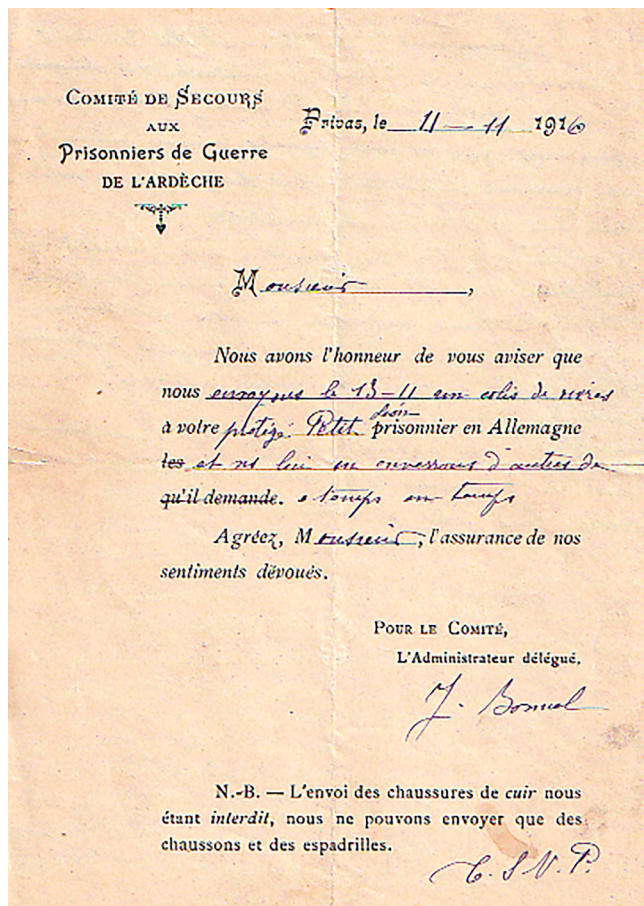 COMITÉ DE SECOURS
AUX
Prisonniers de Guerre
DE L'ARDÈCHE
Privas, le 11 — 11 1916
Monsieur,
Nous avons l'honneur de vous aviser que
nous envoyons le 13-11 un colis de vivres
à votre protégé Petit Léon prisonnier en Allemagne
les et ns lui en enverrons d'autres de
qu'il demande. temps en temps
Agréez, Monsieur, l'assurance de nos
sentiments dévoués.
POUR LE COMITÉ,
L'Administrateur délégué,
J. Bonnel
N.-B. — L'envoi des chaussures de cuir nous
étant interdit, nous ne pouvons envoyer que des
chaussons et des espadrilles.
T. S. V. P.